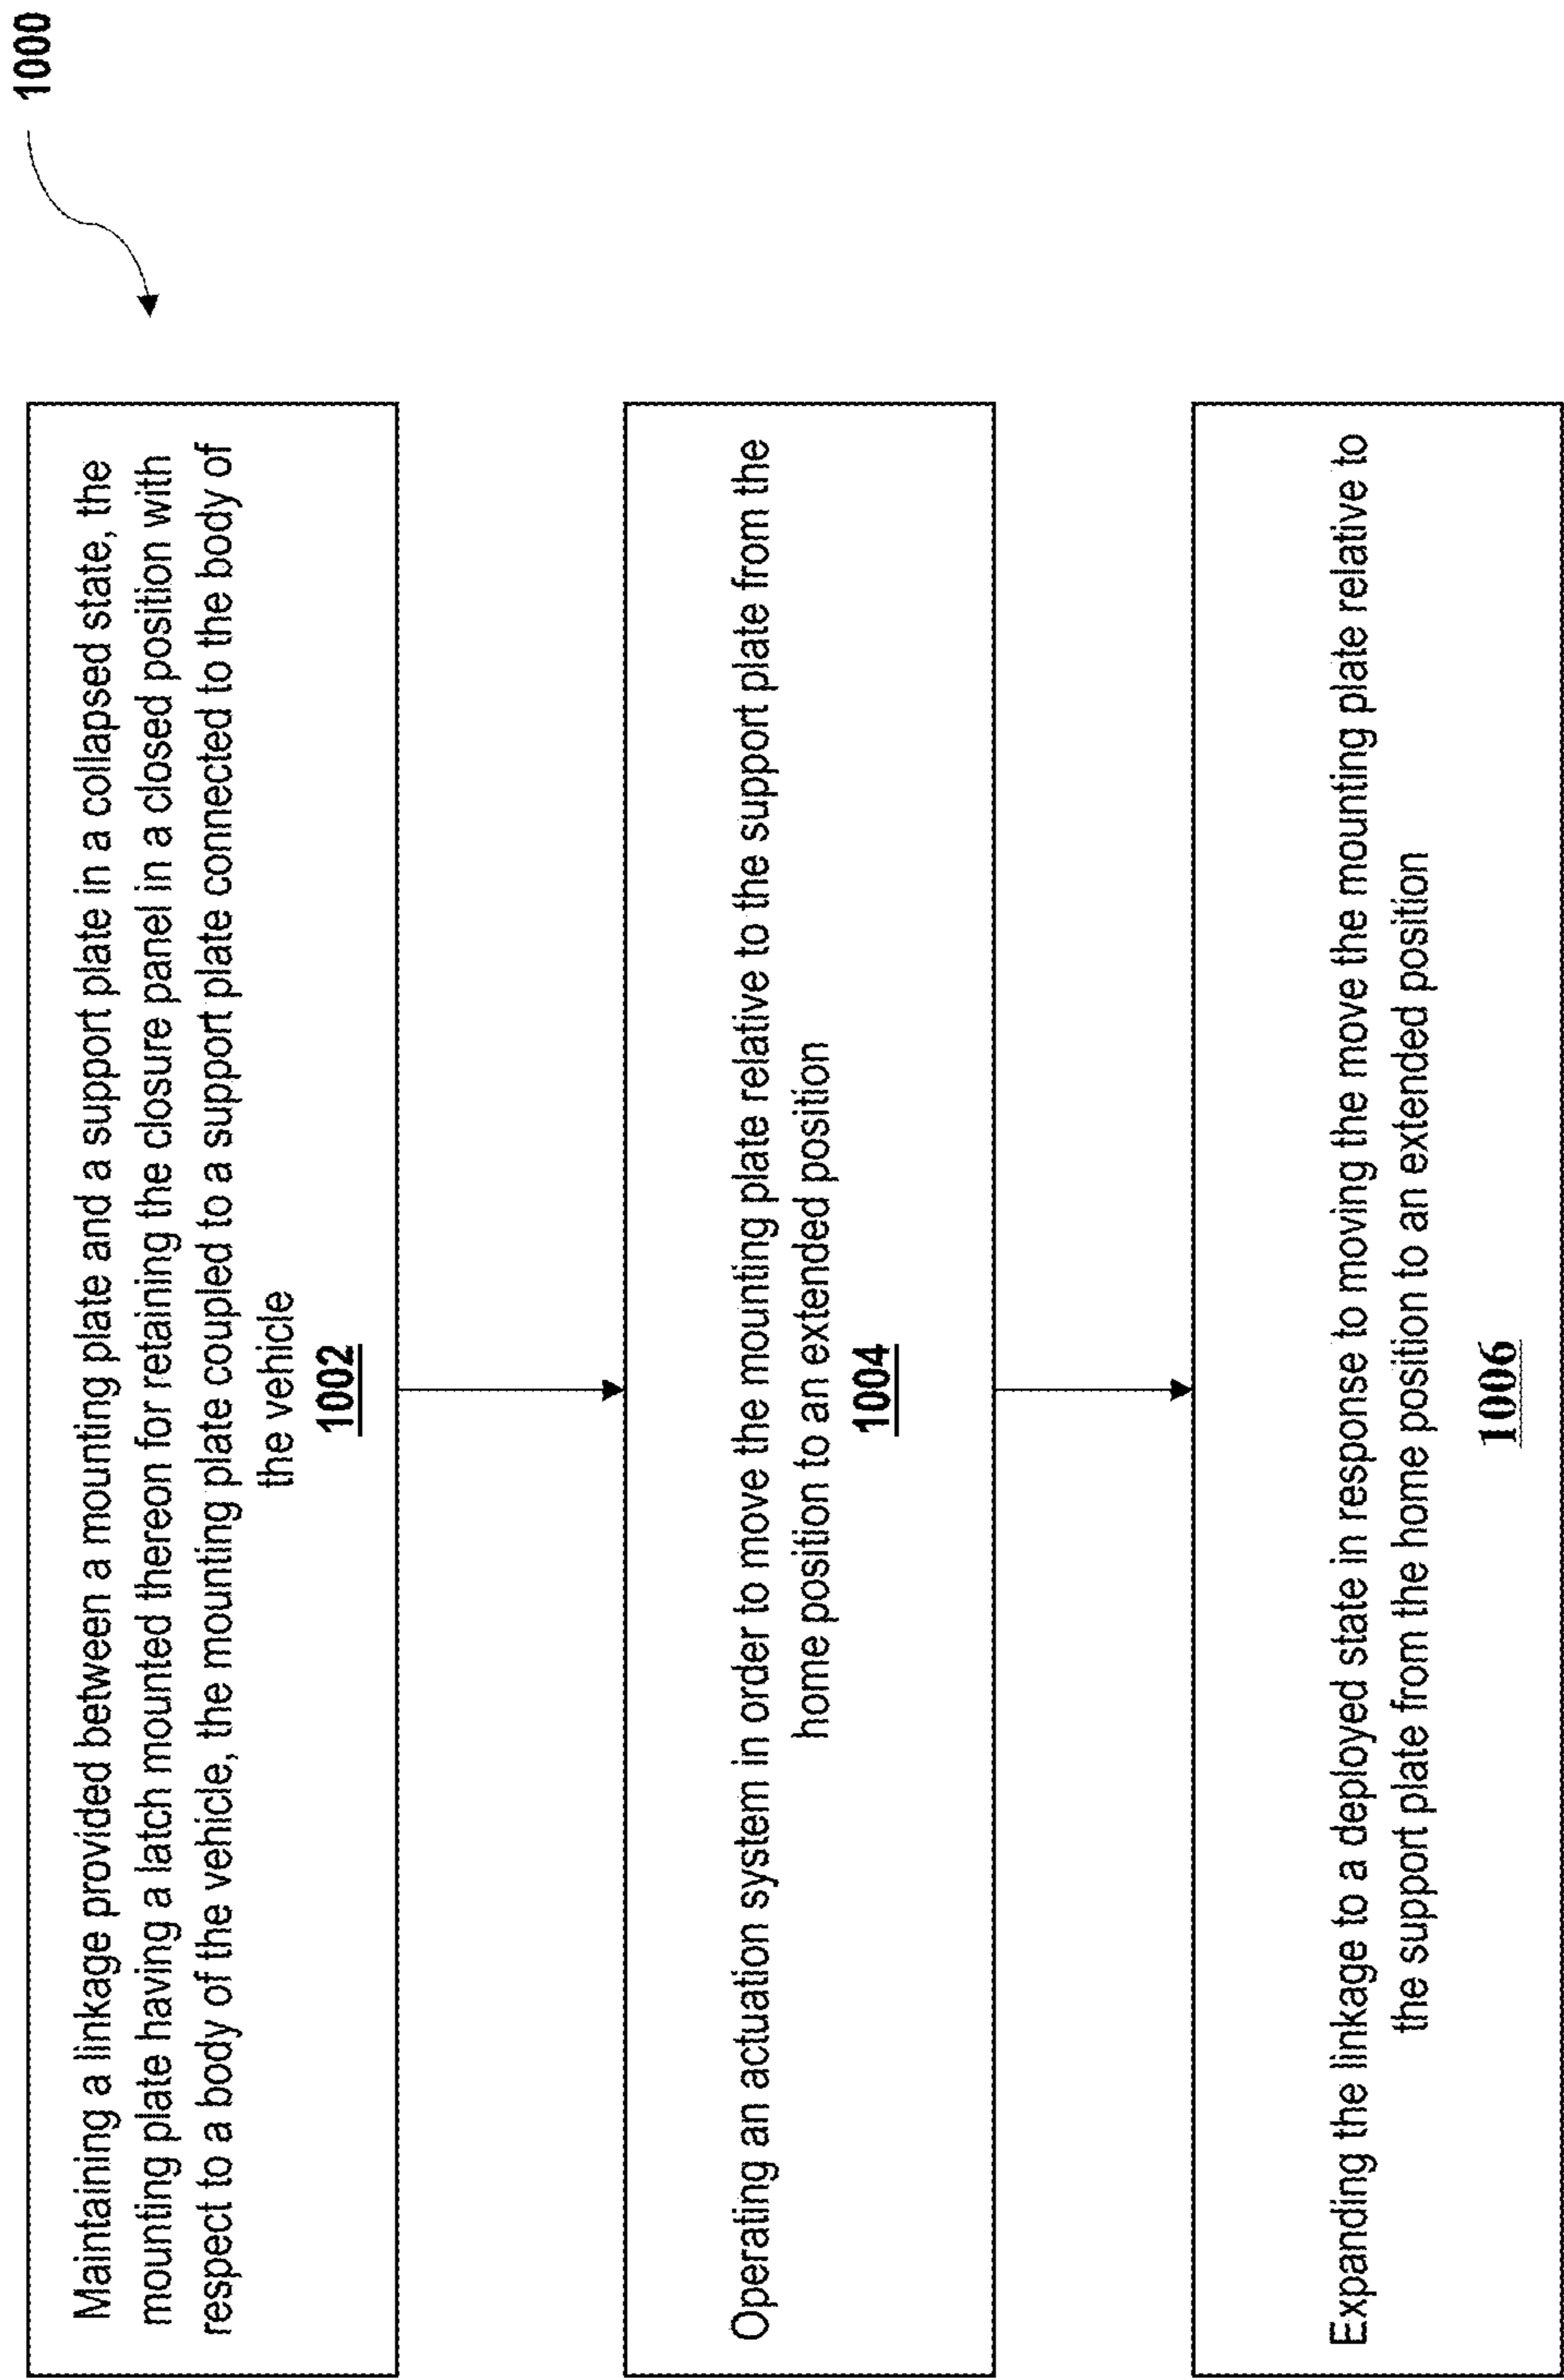 1000
Maintaining a linkage provided between a mounting plate and a support plate in a collapsed state, the
mounting plate having a latch mounted thereon for retaining the closure panel in a closed position with
respect to a body of the vehicle, the mounting plate coupled to a support plate connected to the body of
the vehicle
1002
Operating an actuation system in order to move the mounting plate relative to the support plate from the
home position to an extended position
1004
Expanding the linkage to a deployed state in response to moving the move the mounting plate relative to
the support plate from the home position to an extended position
1006